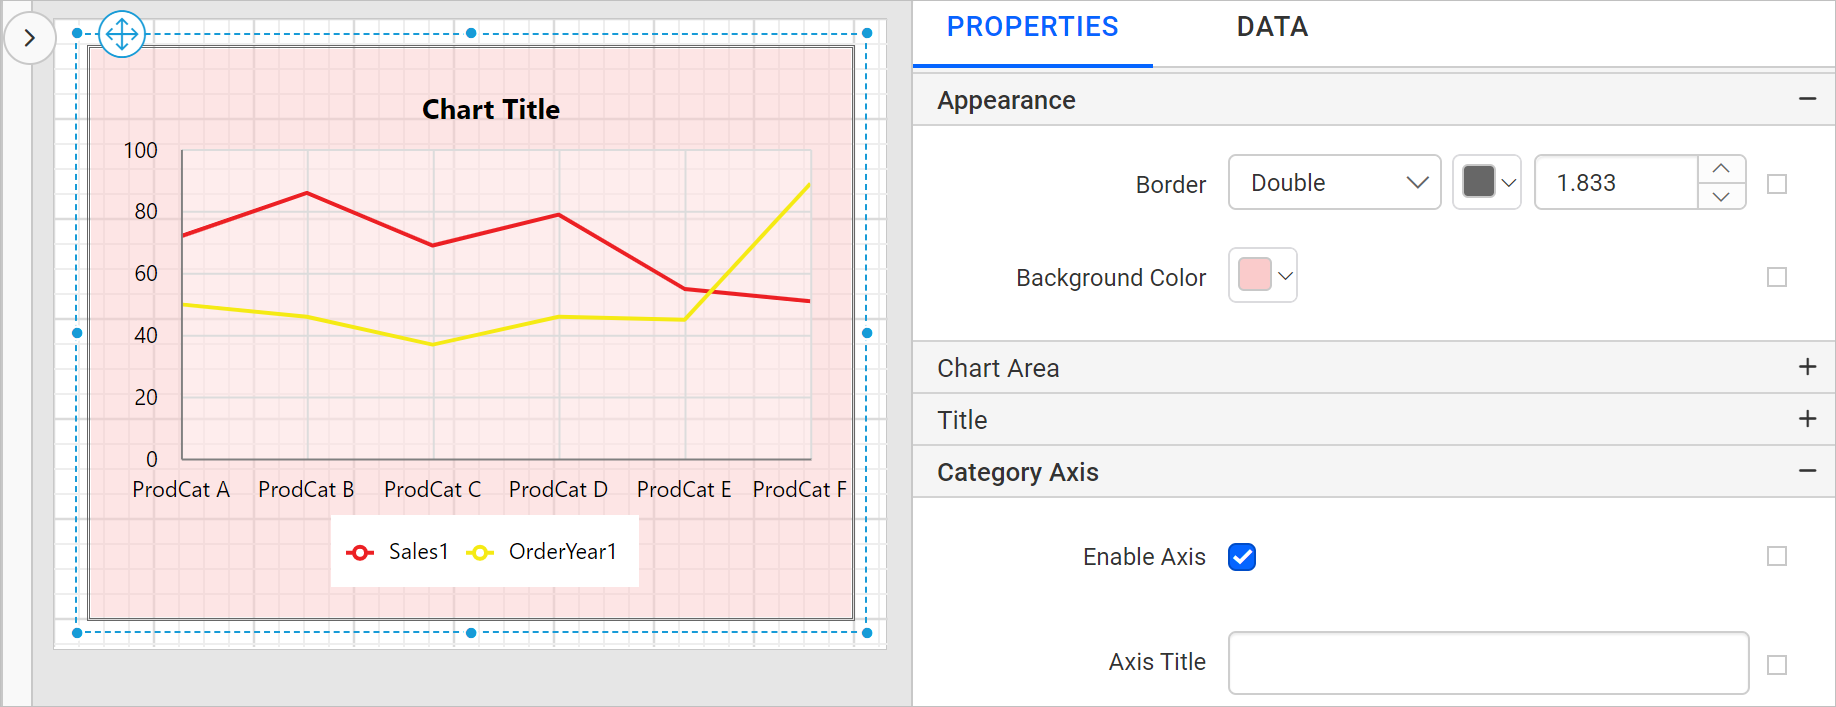 Chart Title
100
80
60
40
20
0
ProdCat A ProdCat B ProdCat C ProdCat D ProdCat E ProdCat F
Sales1 OrderYear1
PROPERTIES DATA
Appearance
Border Double 1.833
Background Color
Chart Area
Title
Category Axis
Enable Axis
Axis Title